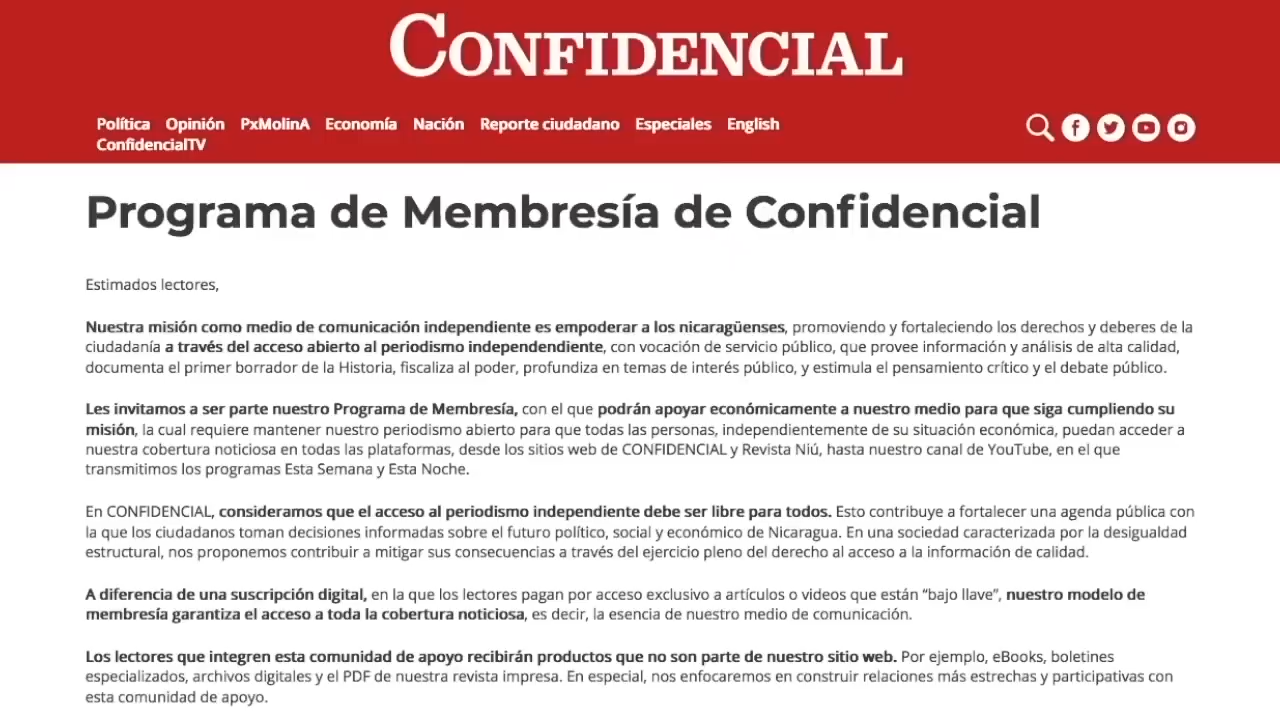 CONFIDENCIAL
Política Opinión PxMolinA Economía Nación Reporte ciudadano Especiales English
ConfidencialTV
Programa de Membresía de Confidencial
Estimados lectores,
Nuestra misión como medio de comunicación independiente es empoderar a los nicaragüenses, promoviendo y fortaleciendo los derechos y deberes de la
ciudadanía a través del acceso abierto al periodismo independendiente, con vocación de servicio público, que provee información y análisis de alta calidad,
documenta el primer borrador de la Historia, fiscaliza al poder, profundiza en temas de interés público, y estimula el pensamiento crítico y el debate público.
Les invitamos a ser parte nuestro Programa de Membresía, con el que podrán apoyar económicamente a nuestro medio para que siga cumpliendo su
misión, la cual requiere mantener nuestro periodismo abierto para que todas las personas, independientemente de su situación económica, puedan acceder a
nuestra cobertura noticiosa en todas las plataformas, desde los sitios web de CONFIDENCIAL y Revista Niú, hasta nuestro canal de YouTube, en el que
transmitimos los programas Esta Semana y Esta Noche.
En CONFIDENCIAL, consideramos que el acceso al periodismo independiente debe ser libre para todos. Esto contribuye a fortalecer una agenda pública con
la que los ciudadanos toman decisiones informadas sobre el futuro político, social y económico de Nicaragua. En una sociedad caracterizada por la desigualdad
estructural, nos proponemos contribuir a mitigar sus consecuencias a través del ejercicio pleno del derecho al acceso a la información de calidad.
A diferencia de una suscripción digital, en la que los lectores pagan por acceso exclusivo a artículos o videos que están “bajo llave”, nuestro modelo de
membresía garantiza el acceso a toda la cobertura noticiosa, es decir, la esencia de nuestro medio de comunicación.
Los lectores que integren esta comunidad de apoyo recibirán productos que no son parte de nuestro sitio web. Por ejemplo, eBooks, boletines
especializados, archivos digitales y el PDF de nuestra revista impresa. En especial, nos enfocaremos en construir relaciones más estrechas y participativas con
esta comunidad de apoyo.